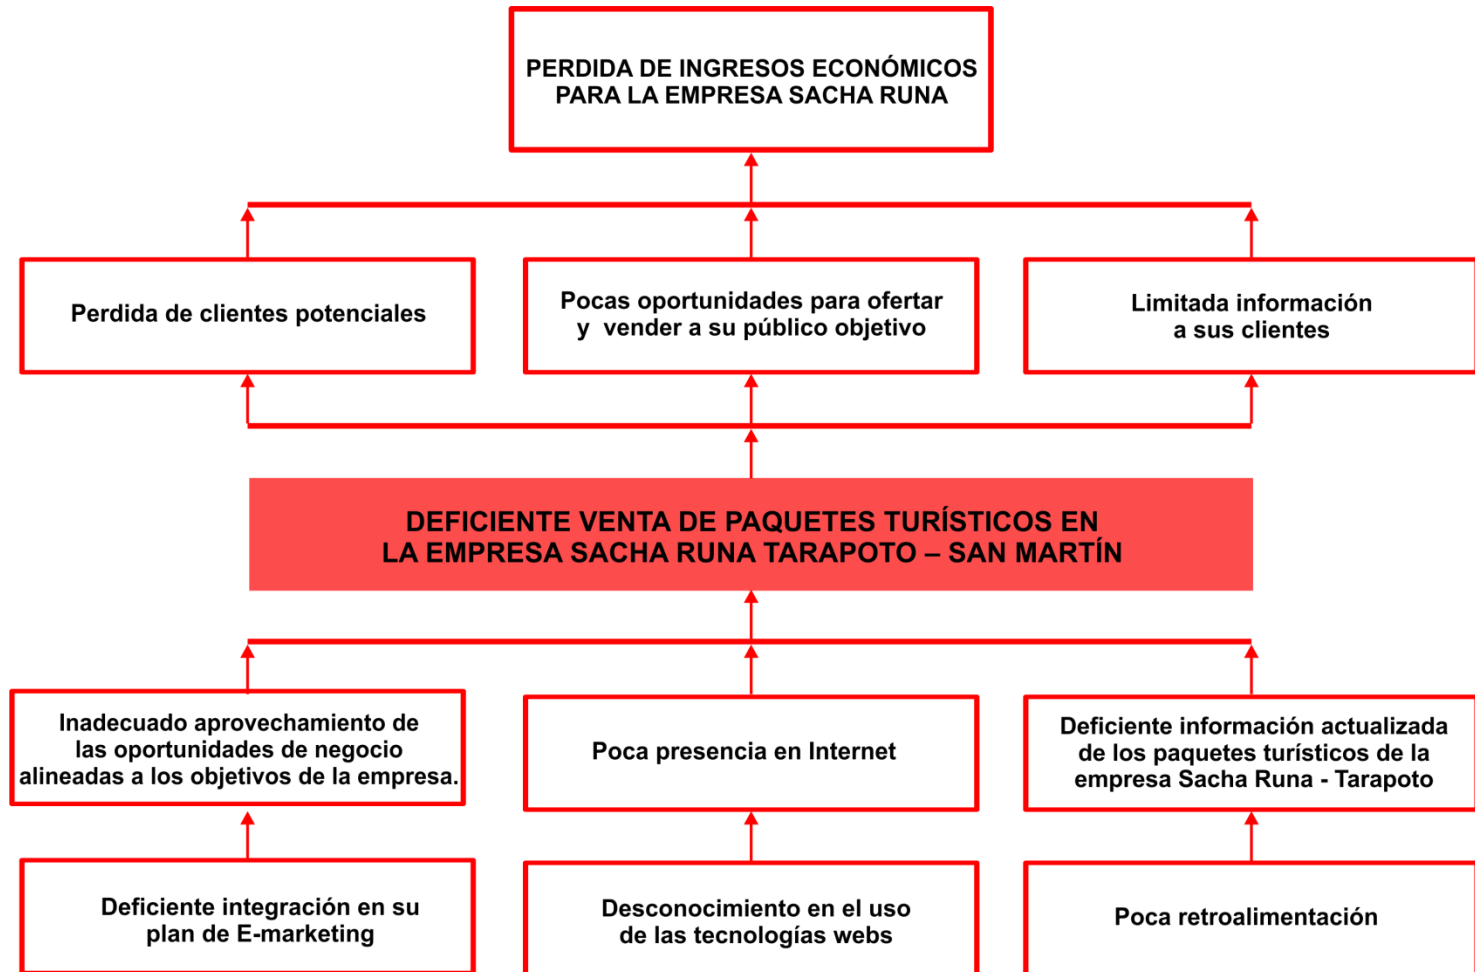 PERDIDA DE INGRESOS ECONÓMICOS
PARA LA EMPRESA SACHA RUNA
Perdida de clientes potenciales
Pocas oportunidades para ofertar
y vender a su público objetivo
Limitada información
a sus clientes
DEFICIENTE VENTA DE PAQUETES TURÍSTICOS EN
LA EMPRESA SACHA RUNA TARAPOTO – SAN MARTÍN
Inadecuado aprovechamiento de
las oportunidades de negocio
alineadas a los objetivos de la empresa.
Poca presencia en Internet
Deficiente información actualizada
de los paquetes turísticos de la
empresa Sacha Runa - Tarapoto
Deficiente integración en su
plan de E-marketing
Desconocimiento en el uso
de las tecnologías webs
Poca retroalimentación